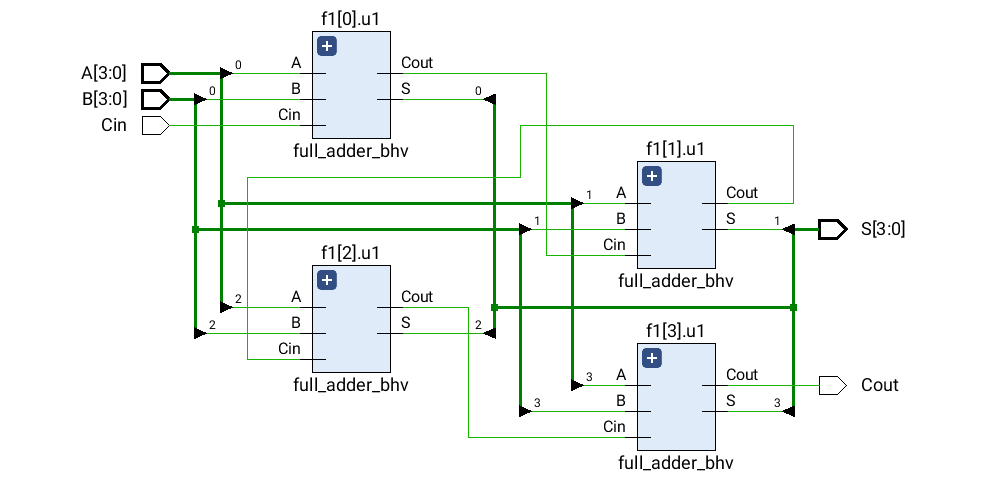 f1[0].u1
A[3:0]
B[3:0]
Cin
0
0
A
B
Cin
Cout
S
0
full_adder_bhv
f1[1].u1
1
1
A
B
Cin
Cout
S
1
S[3:0]
full_adder_bhv
f1[2].u1
2
2
A
B
Cin
Cout
S
2
full_adder_bhv
f1[3].u1
3
3
A
B
Cin
Cout
S
3
Cout
full_adder_bhv